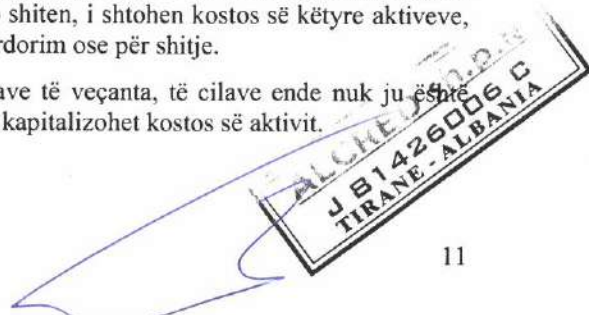 shiten, i shtohen kostos së këtyre aktiveve,
rdorim ose për shitje.
ave të veçanta, të cilave ende nuk ju është
kapitalizohet kostos së aktivit.
ALCRED sh.p.k
J 81426006 C
TIRANE - ALBANIA
11